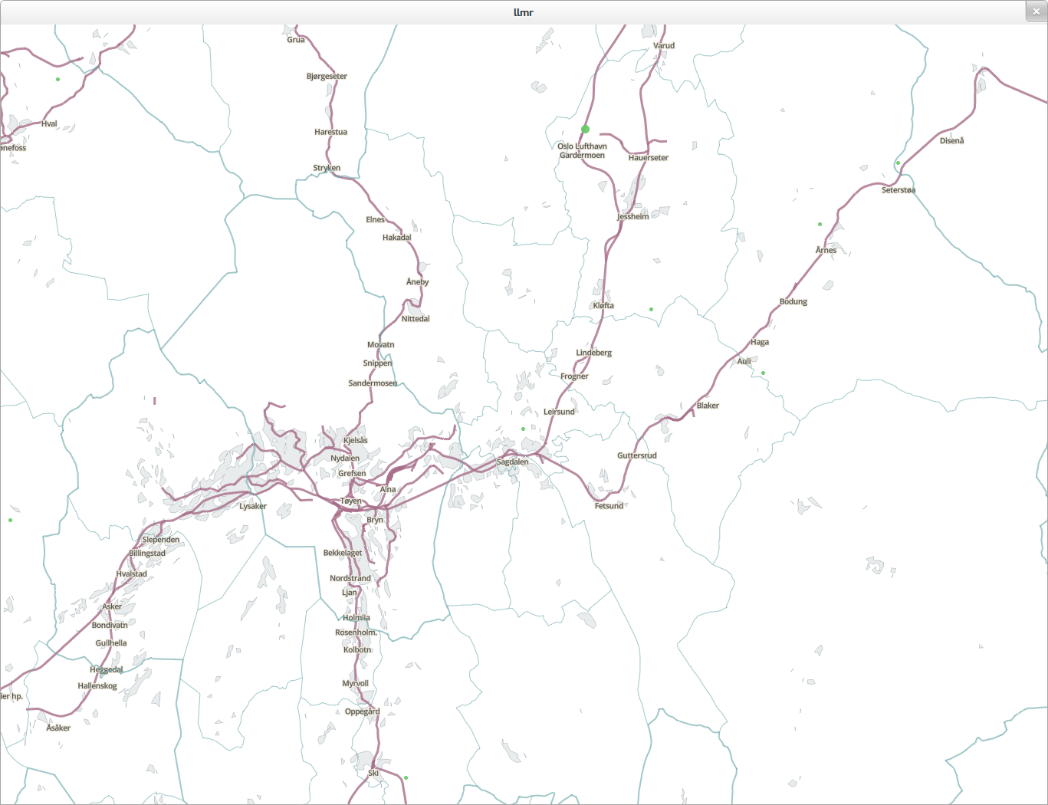 llmr
Grua
Varud
Bjørgeseter
Hval
Harestua
Disenå
nnefoss
Oslo Lufthavn
Gardermoen
Hauerseter
Stryken
Seterstøa
Elnes
Jessheim
Hakadal
Årnes
Åneby
Bodung
Kløfta
Nittedal
Movatn
Haga
Snippen
Lindeberg
Auli
Sandermosen
Frogner
Leirsund
Blaker
Kjelsås
Nydalen
Guttersrud
Sagdalen
Grefsen
Alna
Tøyen
Lysaker
Fetsund
Bryn
Slependen
Billingstad
Bekkelaget
Hvalstad
Nordstrand
Ljan
Asker
Holmlia
Bondivatn
Rosenholm.
Gullhella
Kolbotn
Heggedal
Hallenskog
Myrvoll
ler hp.
Oppegård
Åsåker
Ski